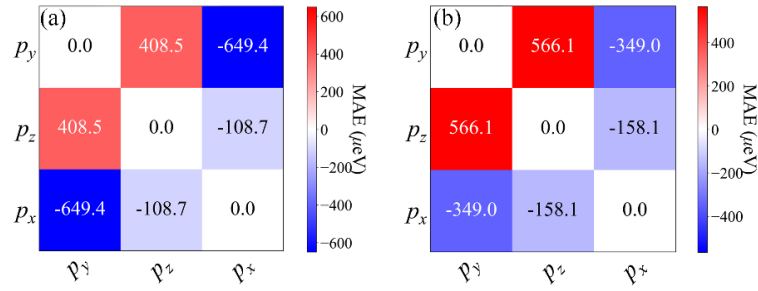 (a)
p_y 0.0 408.5 -649.4
p_z 408.5 0.0 -108.7
p_x -649.4 -108.7 0.0
p_y p_z p_x
600
400
200
0
−200
−400
−600
MAE (μeV)
(b)
p_y 0.0 566.1 -349.0
p_z 566.1 0.0 -158.1
p_x -349.0 -158.1 0.0
p_y p_z p_x
400
200
0
−200
−400
MAE (μeV)